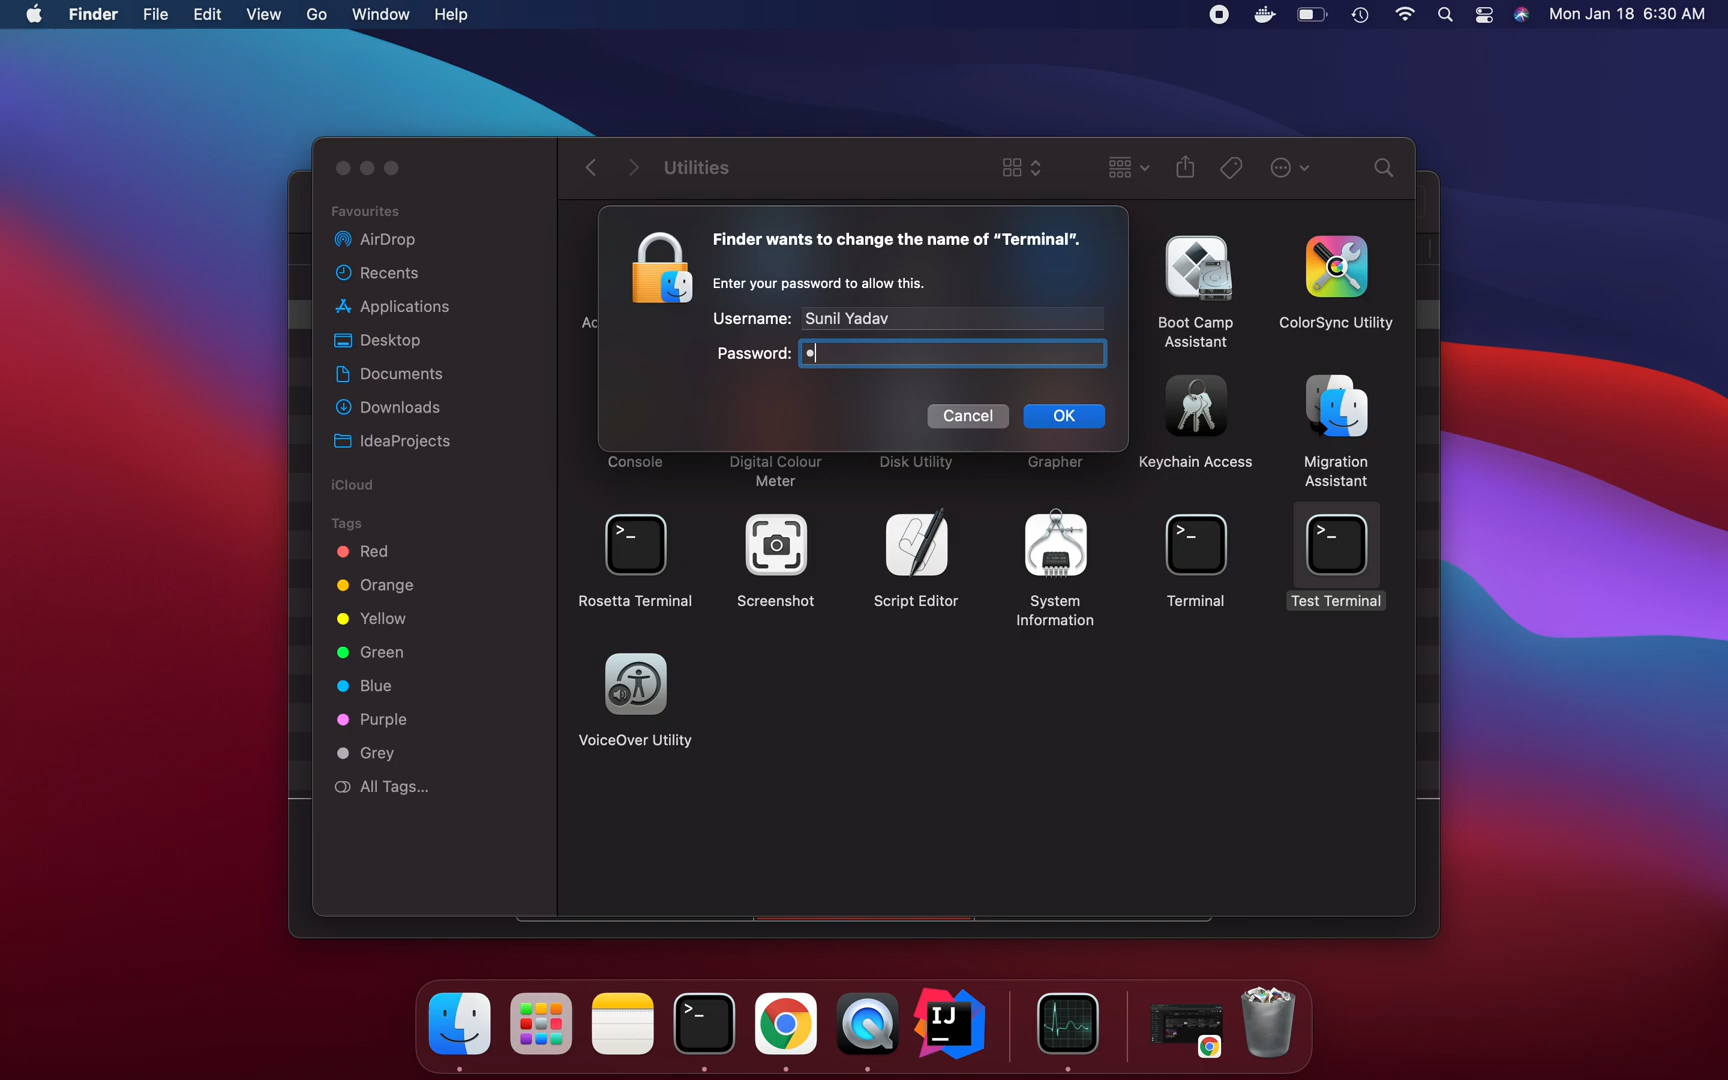 Finder File Edit View Go Window Help
Mon Jan 18 6:30 AM
Utilities
Favourites
AirDrop
Recents
Applications
Desktop
Documents
Downloads
IdeaProjects
iCloud
Tags
Red
Orange
Yellow
Green
Blue
Purple
Grey
All Tags...
Finder wants to change the name of “Terminal”.
Enter your password to allow this.
Username: Sunil Yadav
Password: •
Cancel OK
Ac
Boot Camp
Assistant
ColorSync Utility
Console
Digital Colour
Meter
Disk Utility
Grapher
Keychain Access
Migration
Assistant
Rosetta Terminal
Screenshot
Script Editor
System
Information
Terminal
Test Terminal
VoiceOver Utility
IJ